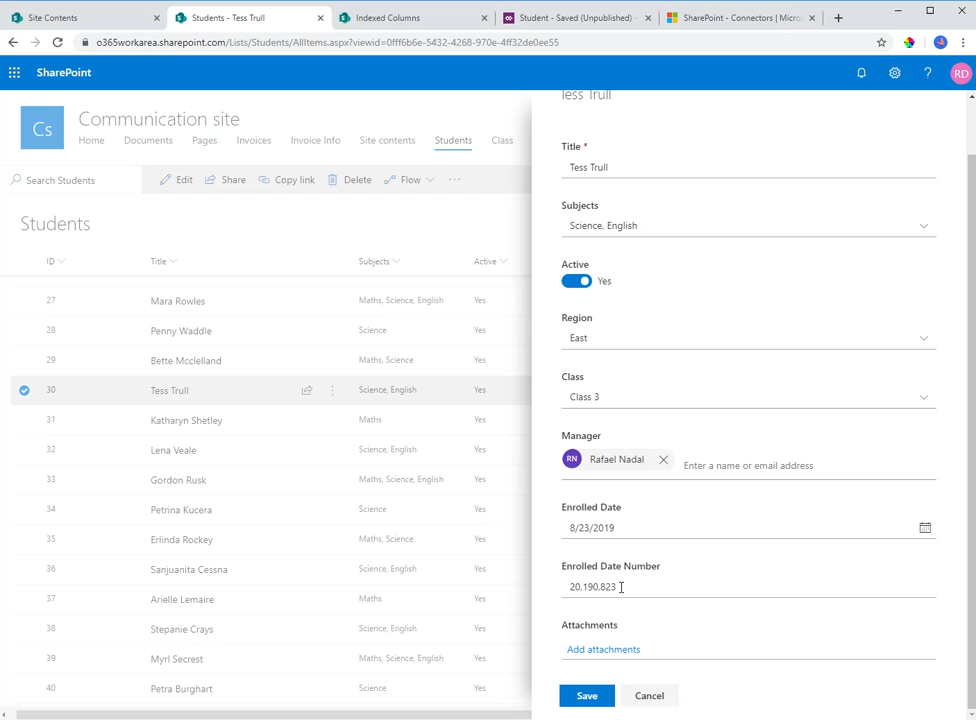 Site Contents
Students - Tess Trull
Indexed Columns
Student - Saved (Unpublished) -
SharePoint - Connectors | Micro
o365workarea.sharepoint.com/Lists/Students/AllItems.aspx?viewid=0fff6b6e-5432-4268-970e-4ff32de0ee55
SharePoint
RD
Cs
Communication site
Home Documents Pages Invoices Invoice Info Site contents Students Class
Search Students
Edit Share Copy link Delete Flow ···
Students
ID Title Subjects Active
27 Mara Rowles Maths, Science, English Yes
28 Penny Waddle Science Yes
29 Bette Mcclelland Maths, Science Yes
30 Tess Trull Science, English Yes
31 Katharyn Shetley Maths Yes
32 Lena Veale Science, English Yes
33 Gordon Rusk Maths, Science, English Yes
34 Petrina Kucera Science Yes
35 Erlinda Rockey Maths, Science Yes
36 Sanjuanita Cessna Science, English Yes
37 Arielle Lemaire Maths Yes
38 Stepanie Crays Science, English Yes
39 Myrl Secrest Maths, Science, English Yes
40 Petra Burghart Science Yes
Tess Trull
Title *
Tess Trull
Subjects
Science, English
Active
Yes
Region
East
Class
Class 3
Manager
RN Rafael Nadal Enter a name or email address
Enrolled Date
8/23/2019
Enrolled Date Number
20,190,823
Attachments
Add attachments
Save Cancel